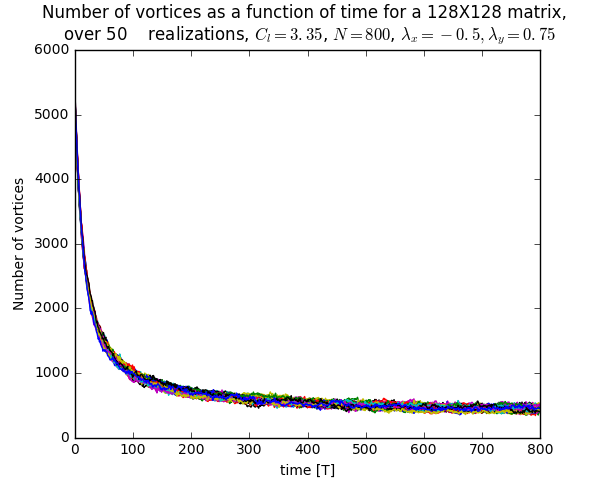 Number of vortices as a function of time for a 128X128 matrix,
over 50 realizations, C_l = 3.35, N = 800, λ_x = −0.5, λ_y = 0.75
6000
5000
4000
3000
2000
1000
0
Number of vortices
0 100 200 300 400 500 600 700 800
time [T]